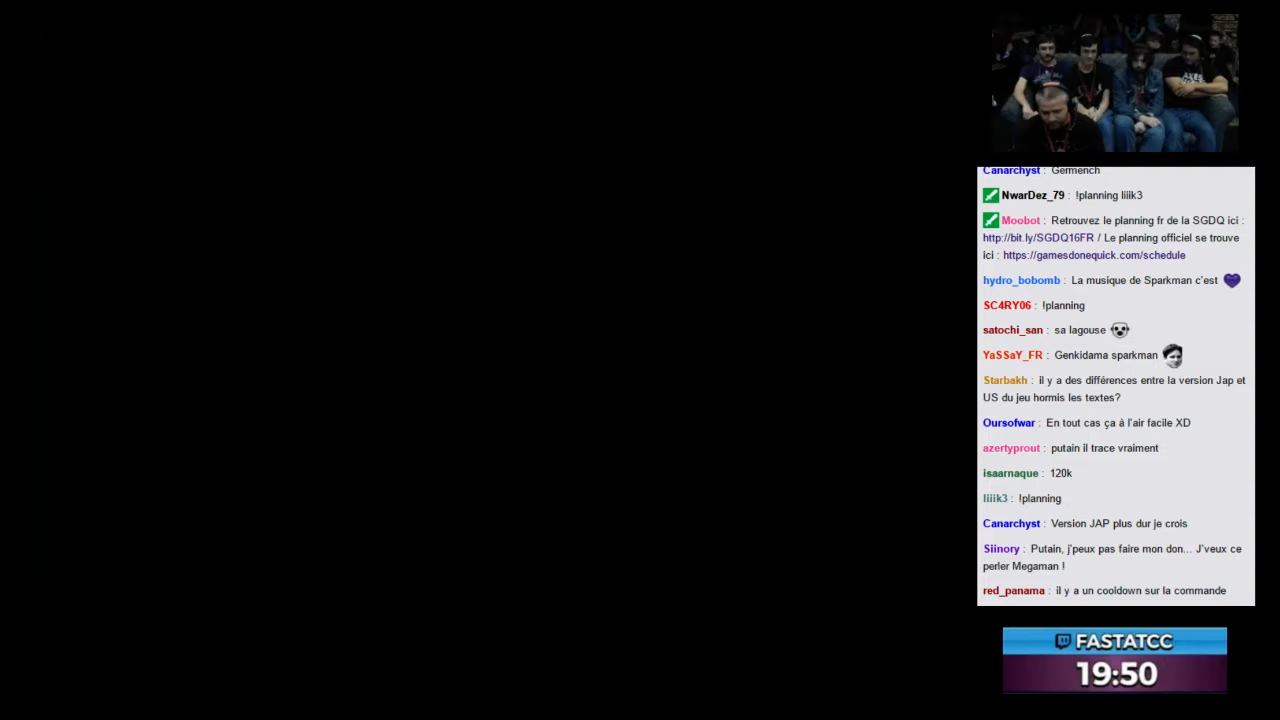 Canarchyst : Germench
NwarDez_79 : !planning liiik3
Moobot : Retrouvez le planning fr de la SGDQ ici :
http://bit.ly/SGDQ16FR / Le planning officiel se trouve
ici : https://gamesdonequick.com/schedule
hydro_bobomb : La musique de Sparkman c'est
SC4RY06 : !planning
satochi_san : sa lagouse
YaSSaY_FR : Genkidama sparkman
Starbakh : il y a des différences entre la version Jap et
US du jeu hormis les textes?
Oursofwar : En tout cas ça à l'air facile XD
azertyprout : putain il trace vraiment
isaarnaque : 120k
liiik3 : !planning
Canarchyst : Version JAP plus dur je crois
Siinory : Putain, j'peux pas faire mon don... J'veux ce
perler Megaman !
red_panama : il y a un cooldown sur la commande
FASTATCC
19:50